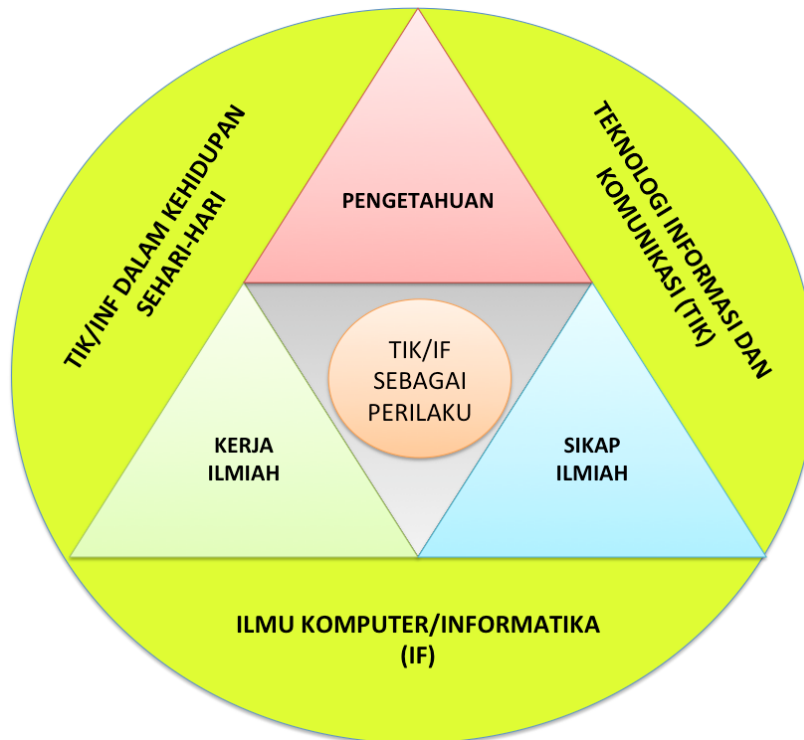 TIK/INF DALAM KEHIDUPAN
SEHARI-HARI
TEKNOLOGI INFORMASI DAN
KOMUNIKASI (TIK)
PENGETAHUAN
TIK/IF
SEBAGAI
PERILAKU
KERJA
ILMIAH
SIKAP
ILMIAH
ILMU KOMPUTER/INFORMATIKA
(IF)